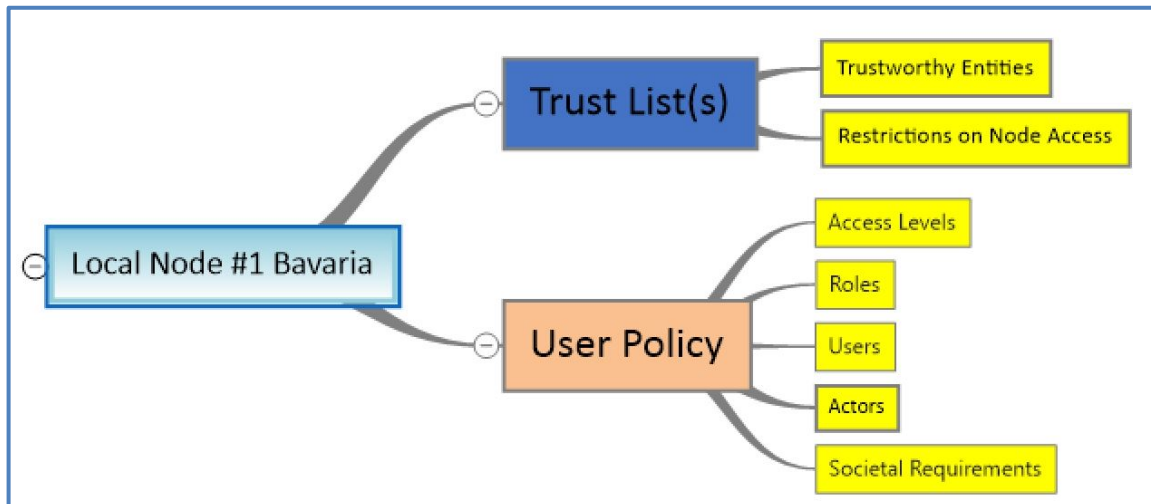 Local Node #1 Bavaria
Trust List(s)
Trustworthy Entities
Restrictions on Node Access
User Policy
Access Levels
Roles
Users
Actors
Societal Requirements